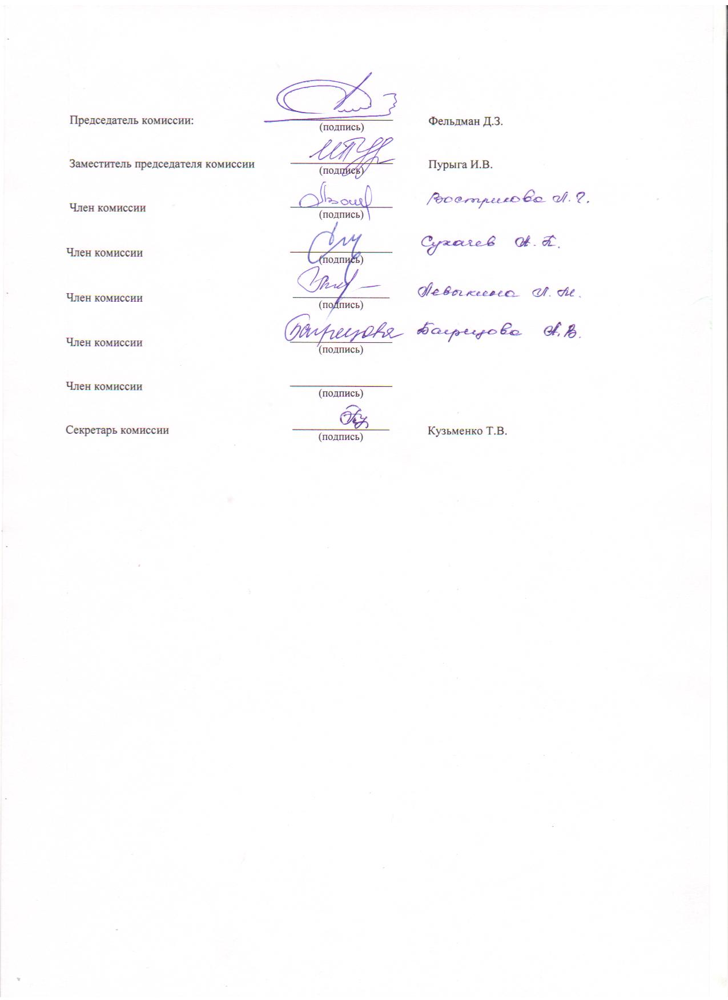 Председатель комиссии: Фельдман Д.З.
(подпись)
Заместитель председателя комиссии Пурыга И.В.
(подпись)
Член комиссии Вострикова Л. Г.
(подпись)
Член комиссии Сухачев А. П.
(подпись)
Член комиссии Левыкина Л. М.
(подпись)
Член комиссии Багрецова Багрецова А. В.
(подпись)
Член комиссии
(подпись)
Секретарь комиссии Кузьменко Т.В.
(подпись)